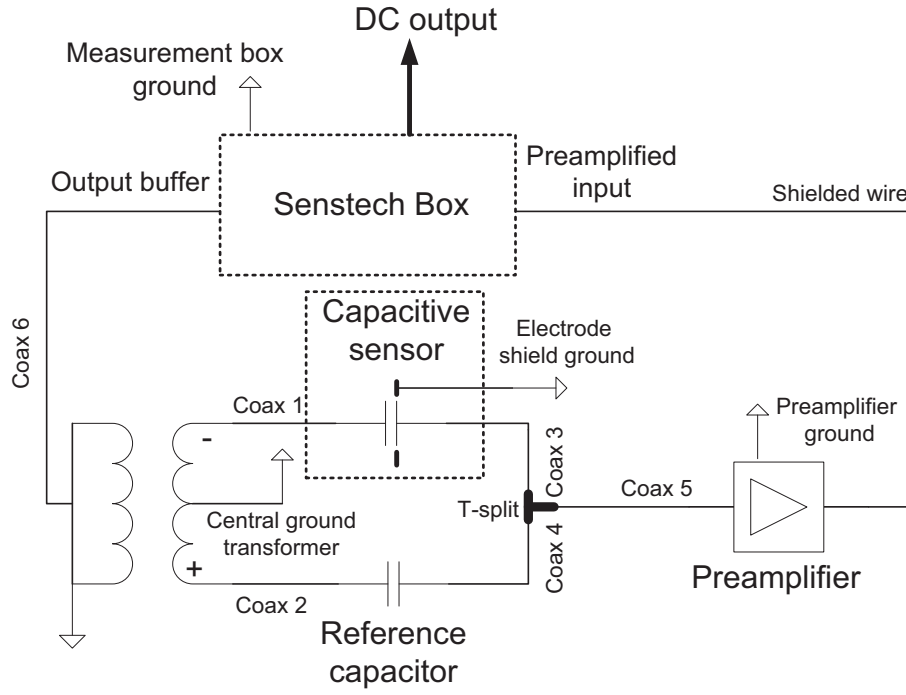 DC output
Measurement box
ground
Output buffer
Senstech Box
Preamplified
input
Shielded wire
Coax 6
Capacitive
sensor
Electrode
shield ground
Coax 1
-
Central ground
transformer
+
Coax 2
Reference
capacitor
Coax 3
T-split
Coax 4
Coax 5
Preamplifier
ground
Preamplifier